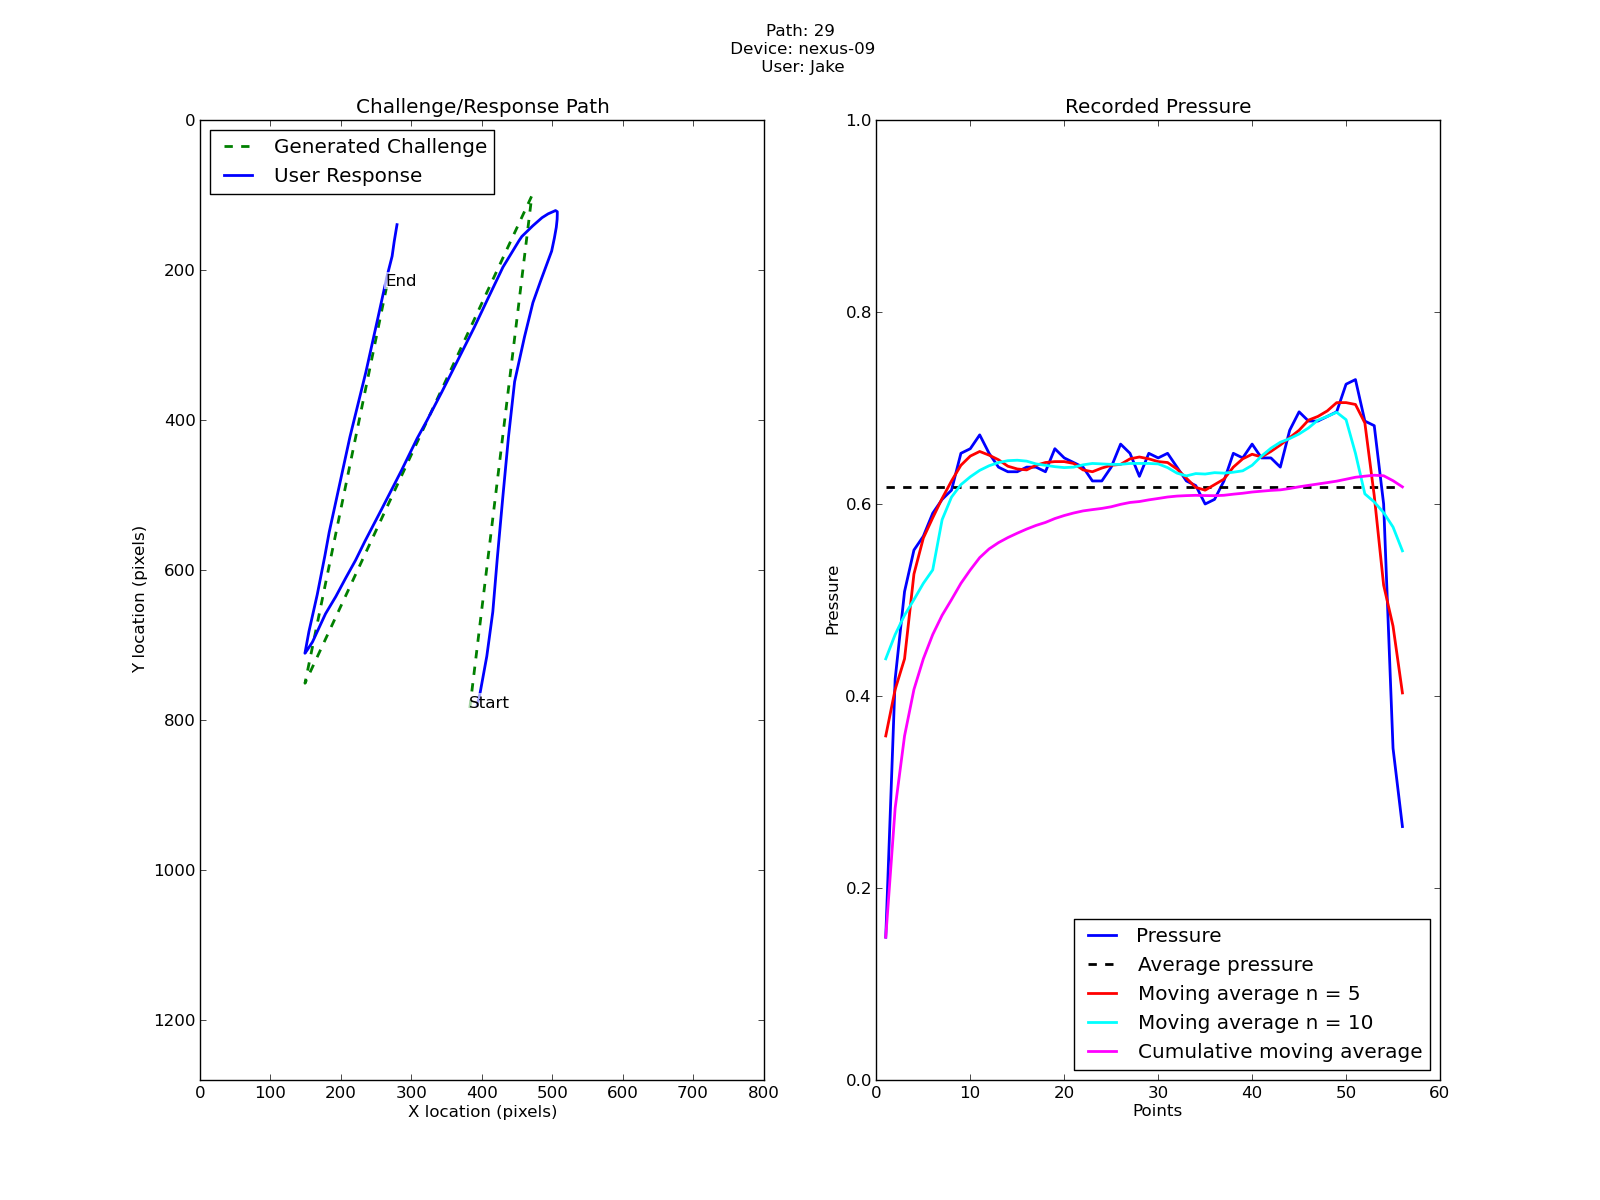 Path: 29
Device: nexus-09
User: Jake
Challenge/Response Path
0
200
400
600
800
1000
1200
Y location (pixels)
Generated Challenge
User Response
End
Start
0 100 200 300 400 500 600 700 800
X location (pixels)
Recorded Pressure
1.0
0.8
0.6
0.4
0.2
0.0
Pressure
Pressure
Average pressure
Moving average n = 5
Moving average n = 10
Cumulative moving average
0 10 20 30 40 50 60
Points